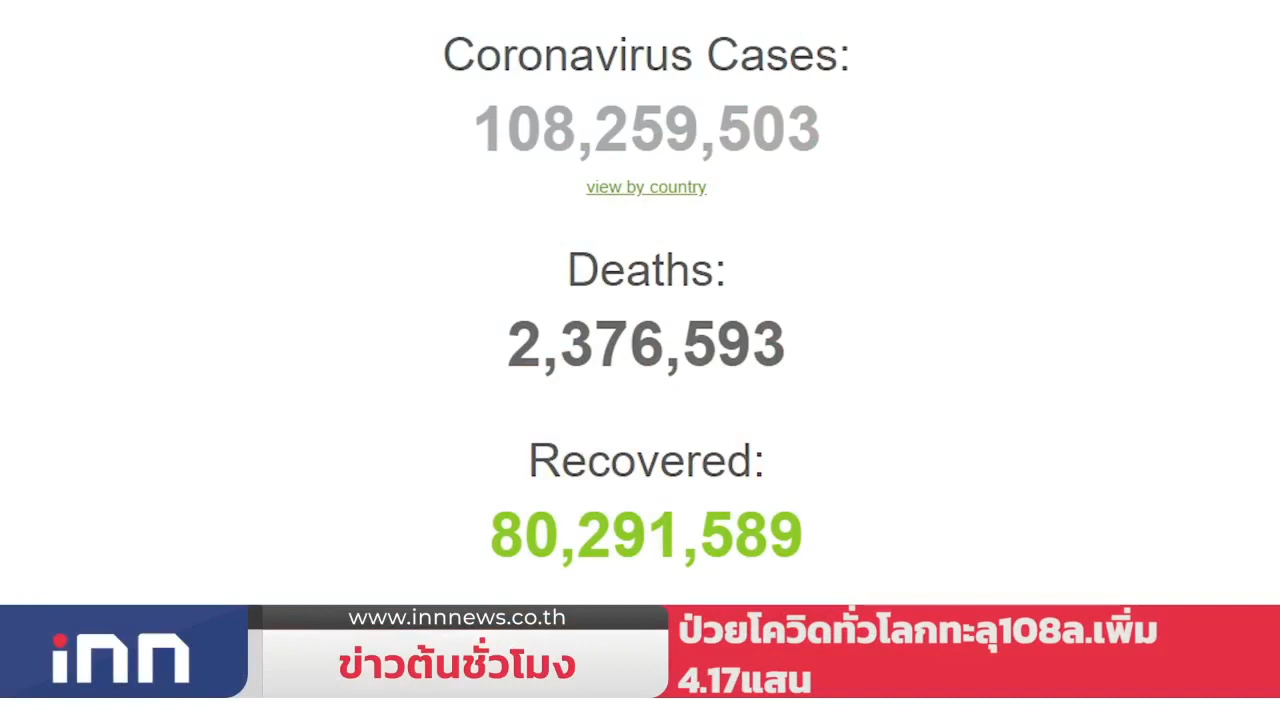 Coronavirus Cases:
108,259,503
view by country
Deaths:
2,376,593
Recovered:
80,291,589
inn
www.innnews.co.th
ข่าวต้นชั่วโมง
ป่วยโควิดทั่วโลกทะลุ108ล.เพิ่ม
4.17แสน